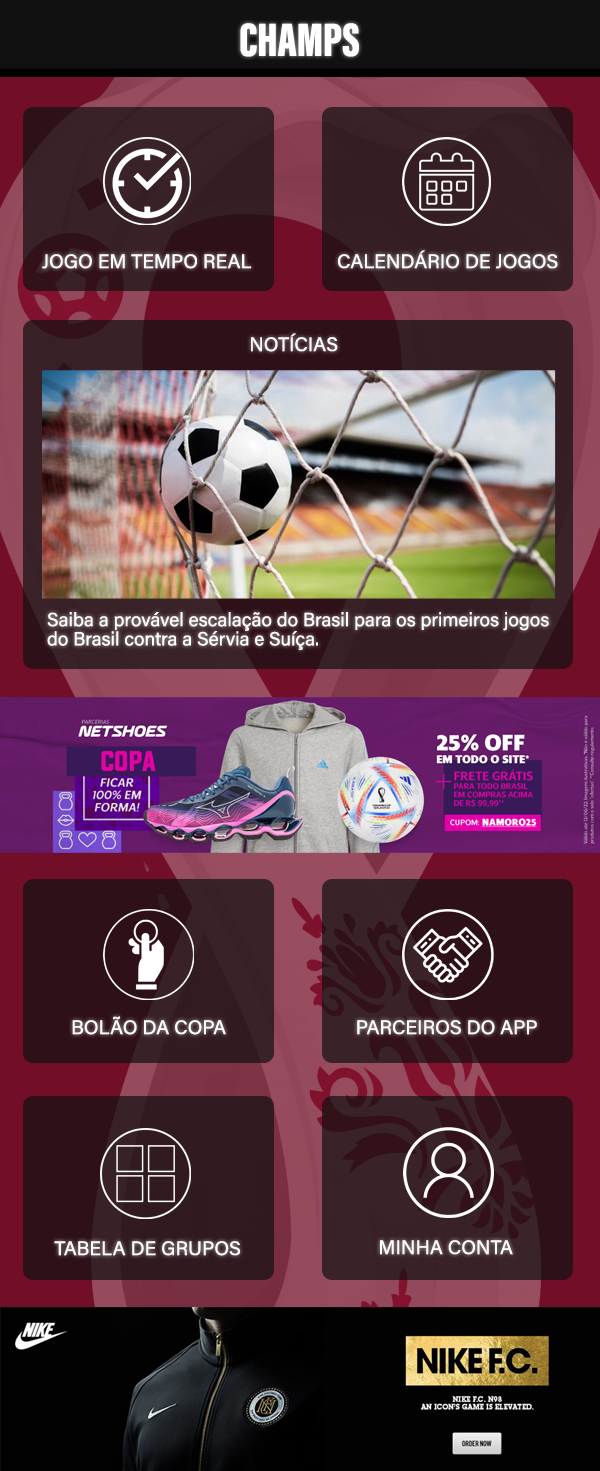 CHAMPS
JOGO EM TEMPO REAL
CALENDÁRIO DE JOGOS
NOTÍCIAS
Saiba a provável escalação do Brasil para os primeiros jogos
do Brasil contra a Sérvia e Suíça.
PARCERIAS
NETSHOES
COPA
FICAR
100% EM
FORMA!
25% OFF
EM TODO O SITE*
+ FRETE GRÁTIS
PARA TODO BRASIL
EM COMPRAS ACIMA
DE R$ 99,99**
CUPOM: NAMORO25
BOLÃO DA COPA
PARCEIROS DO APP
TABELA DE GRUPOS
MINHA CONTA
NIKE
NIKE F.C.
NIKE F.C. N98
AN ICON'S GAME IS ELEVATED.
ORDER NOW